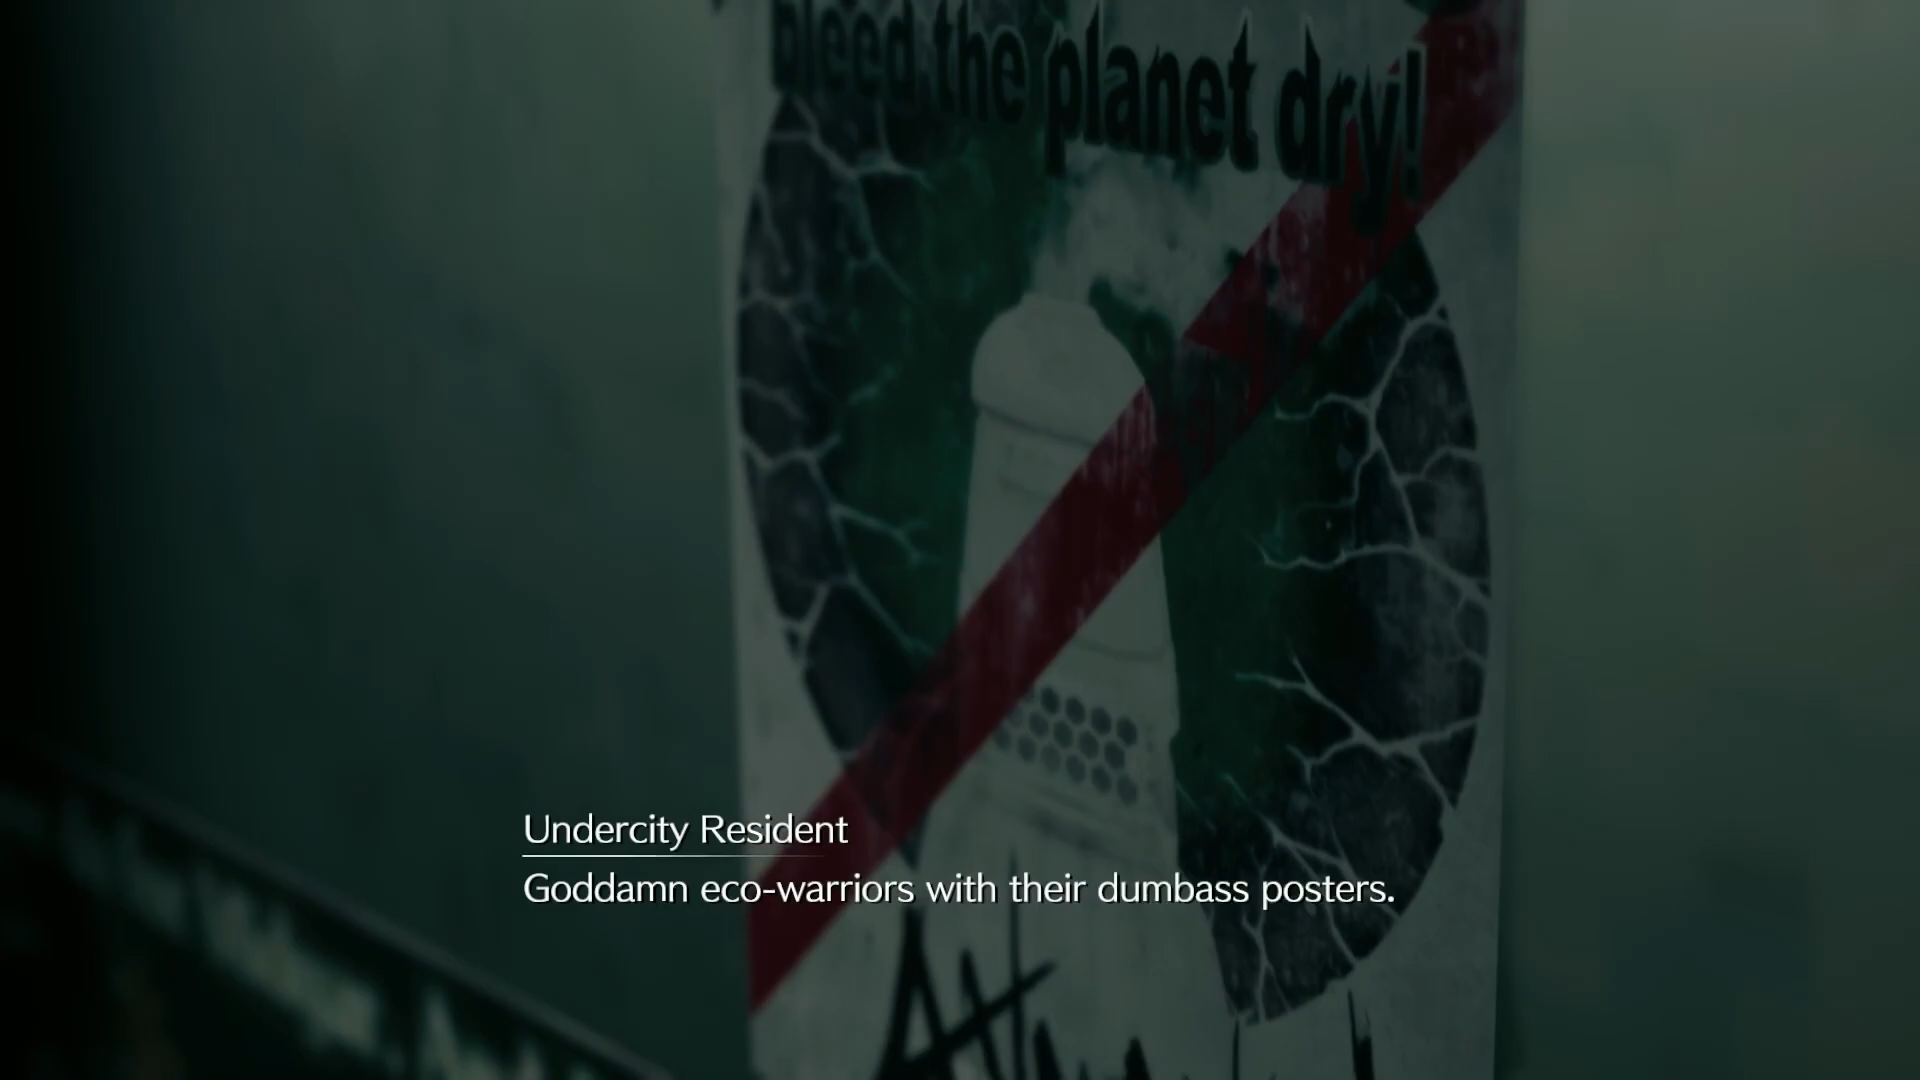 bleed the planet dry!
Undercity Resident
Goddamn eco-warriors with their dumbass posters.